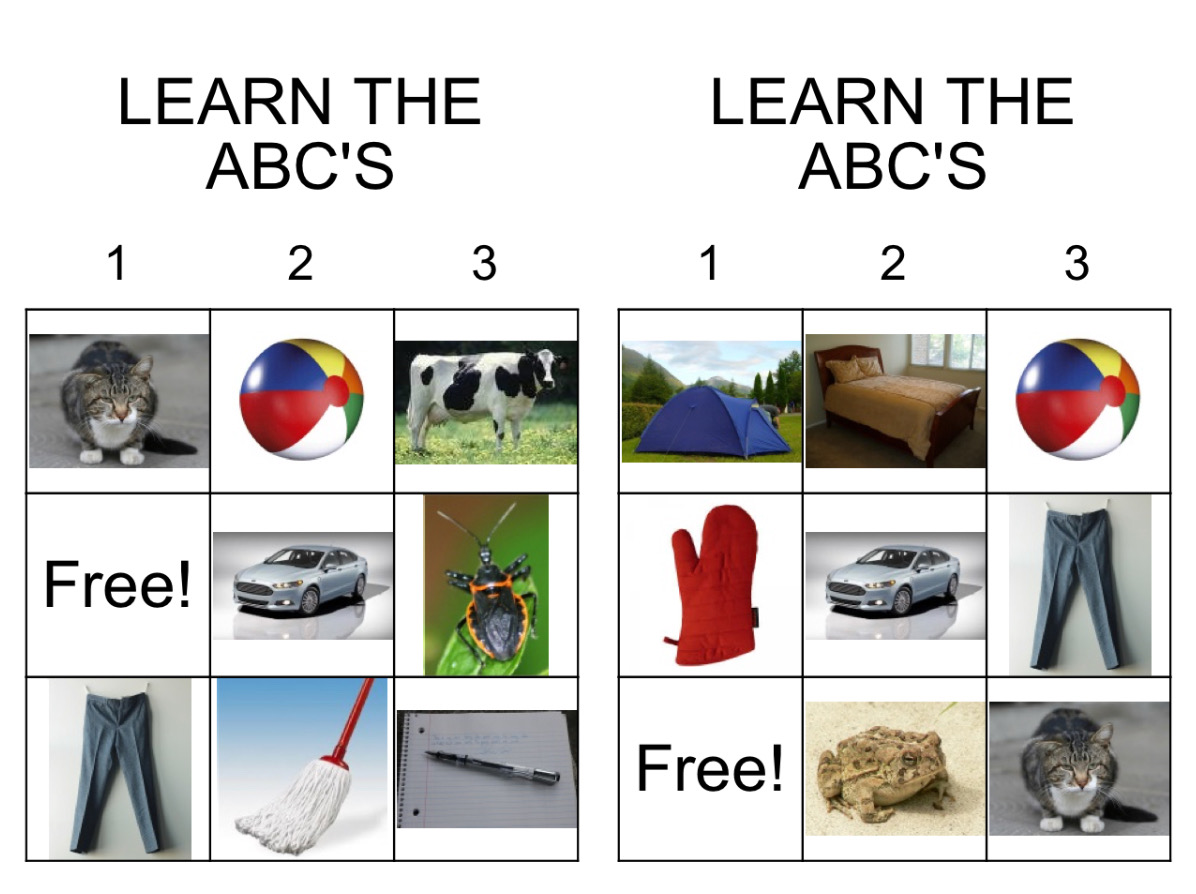 LEARN THE
ABC'S
1 2 3
Free!
LEARN THE
ABC'S
1 2 3
Free!